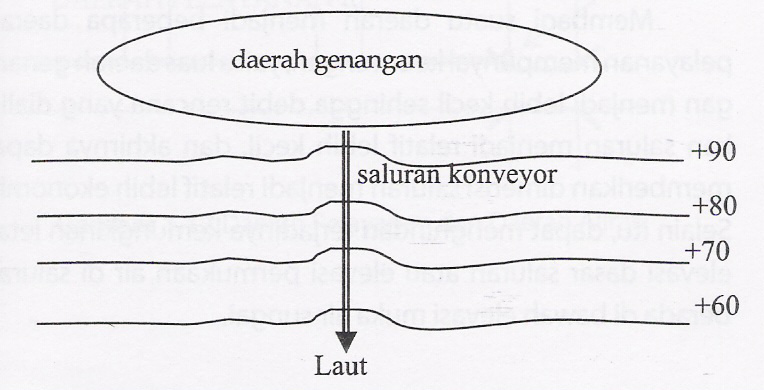 daerah genangan
+90
saluran konveyor
+80
+70
+60
Laut